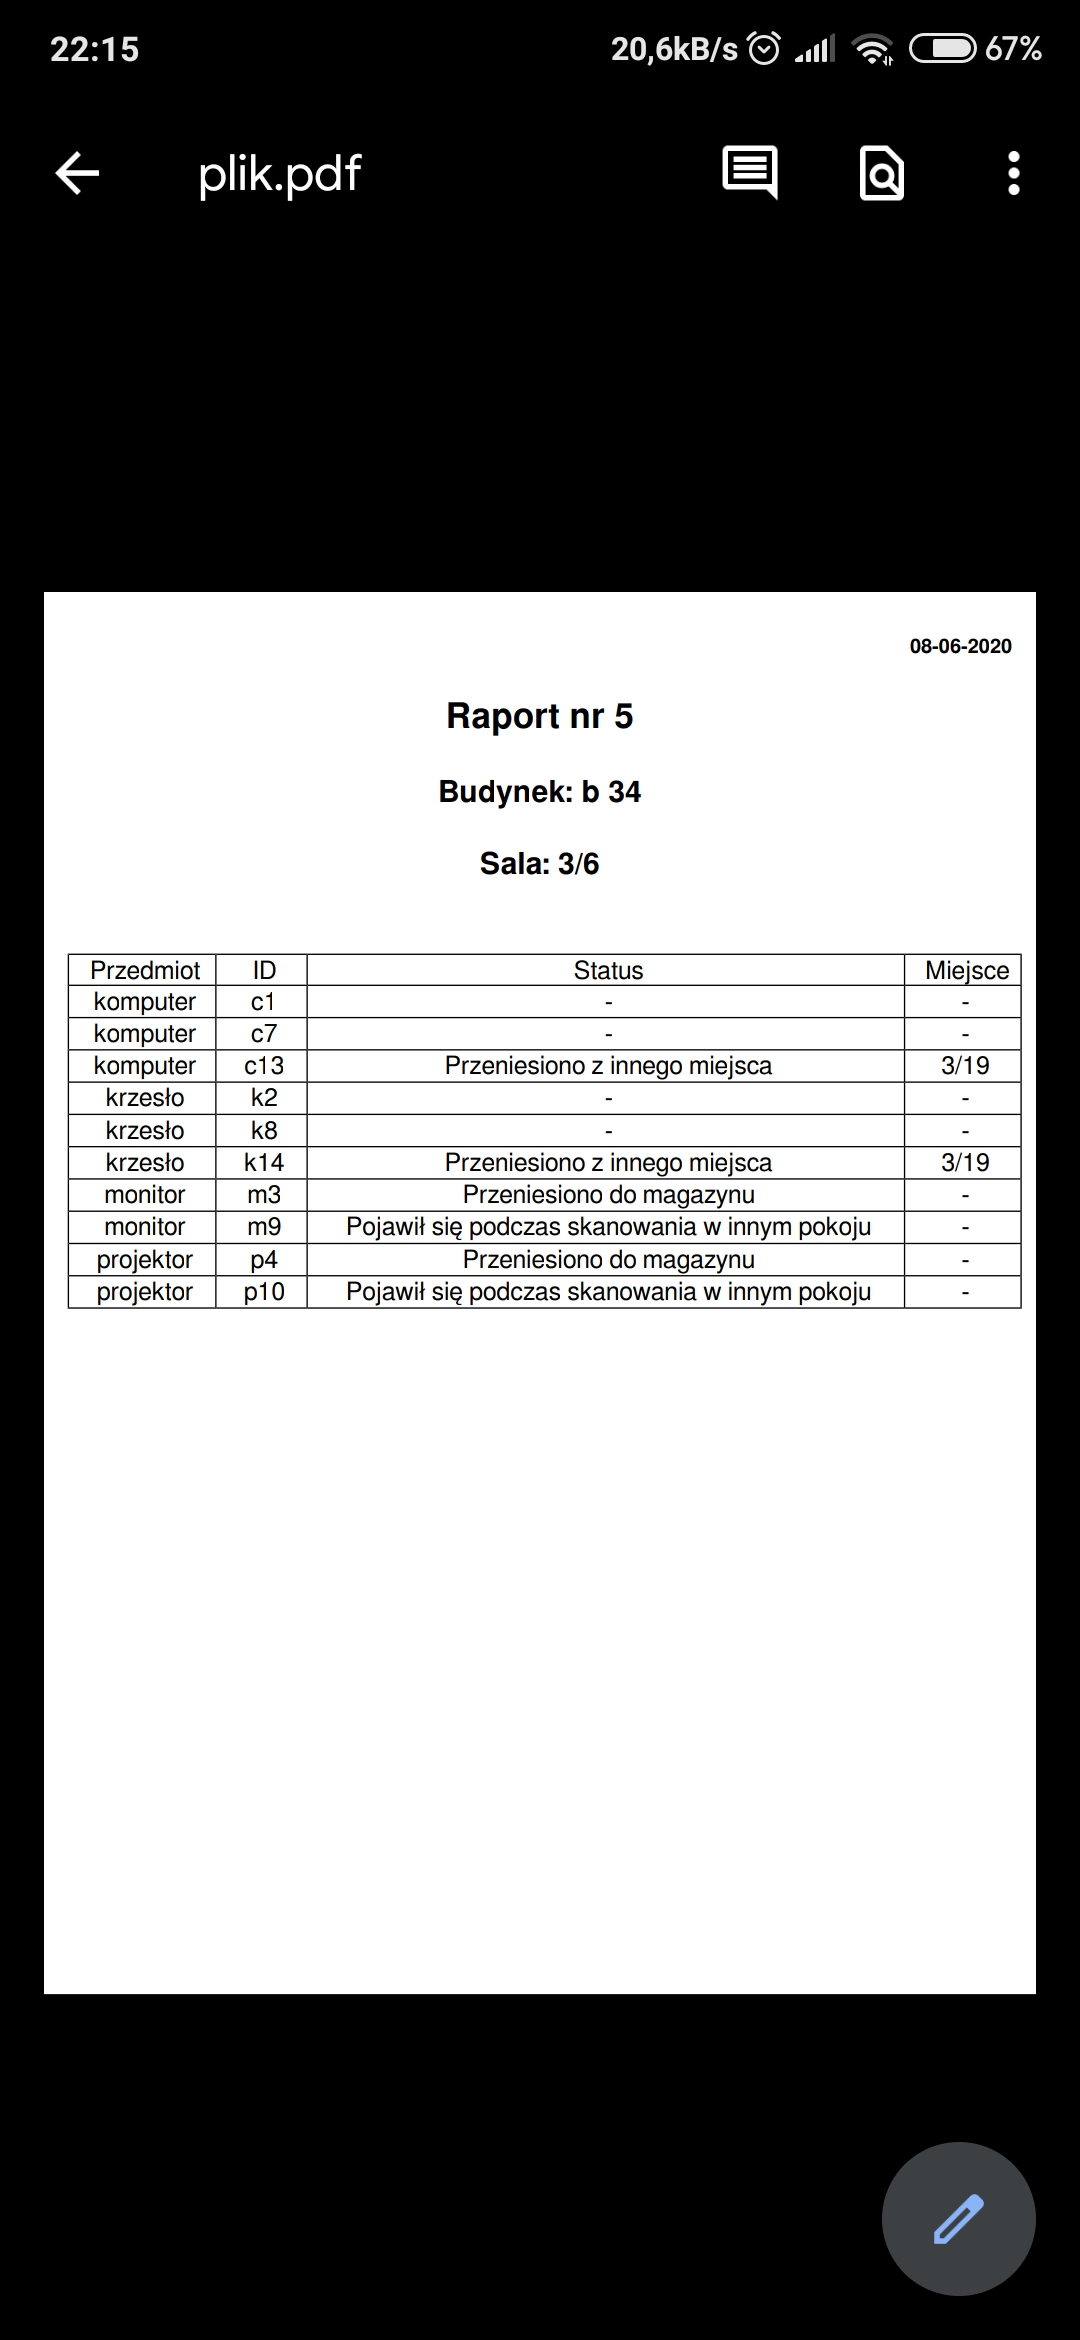 22:15 20,6kB/s 67%
plik.pdf
08-06-2020
Raport nr 5
Budynek: b 34
Sala: 3/6
Przedmiot ID Status Miejsce
komputer c1 - -
komputer c7 - -
komputer c13 Przeniesiono z innego miejsca 3/19
krzesło k2 - -
krzesło k8 - -
krzesło k14 Przeniesiono z innego miejsca 3/19
monitor m3 Przeniesiono do magazynu -
monitor m9 Pojawił się podczas skanowania w innym pokoju -
projektor p4 Przeniesiono do magazynu -
projektor p10 Pojawił się podczas skanowania w innym pokoju -